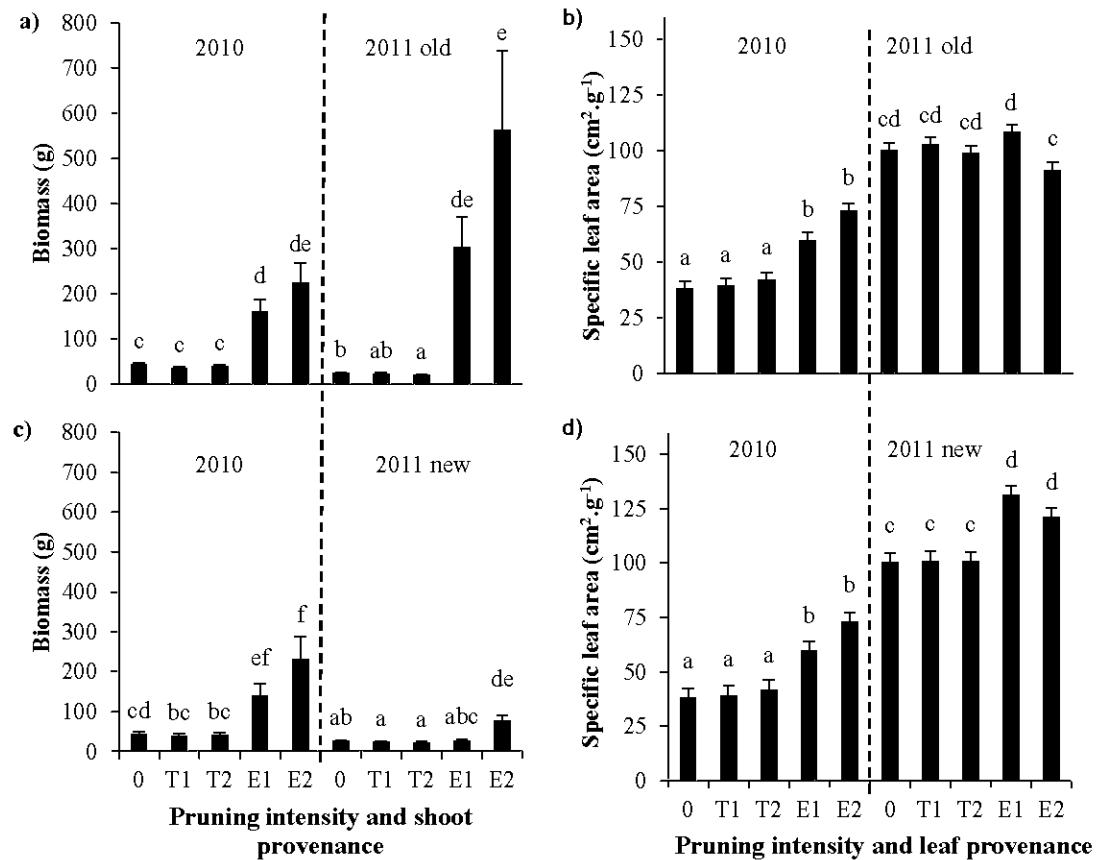 a)
800
700
600
500
400
300
200
100
0
Biomass (g)
2010
2011 old
c
c
c
d
de
b
ab
a
de
e
b)
150
125
100
75
50
25
0
Specific leaf area (cm².g⁻¹)
2010
2011 old
a
a
a
b
b
cd
cd
cd
d
c
c)
800
700
600
500
400
300
200
100
0
Biomass (g)
2010
2011 new
cd
bc
bc
ef
f
ab
a
a
abc
de
0 T1 T2 E1 E2 0 T1 T2 E1 E2
Pruning intensity and shoot
provenance
d)
150
125
100
75
50
25
0
Specific leaf area (cm².g⁻¹)
2010
2011 new
a
a
a
b
b
c
c
c
d
d
0 T1 T2 E1 E2 0 T1 T2 E1 E2
Pruning intensity and leaf provenance